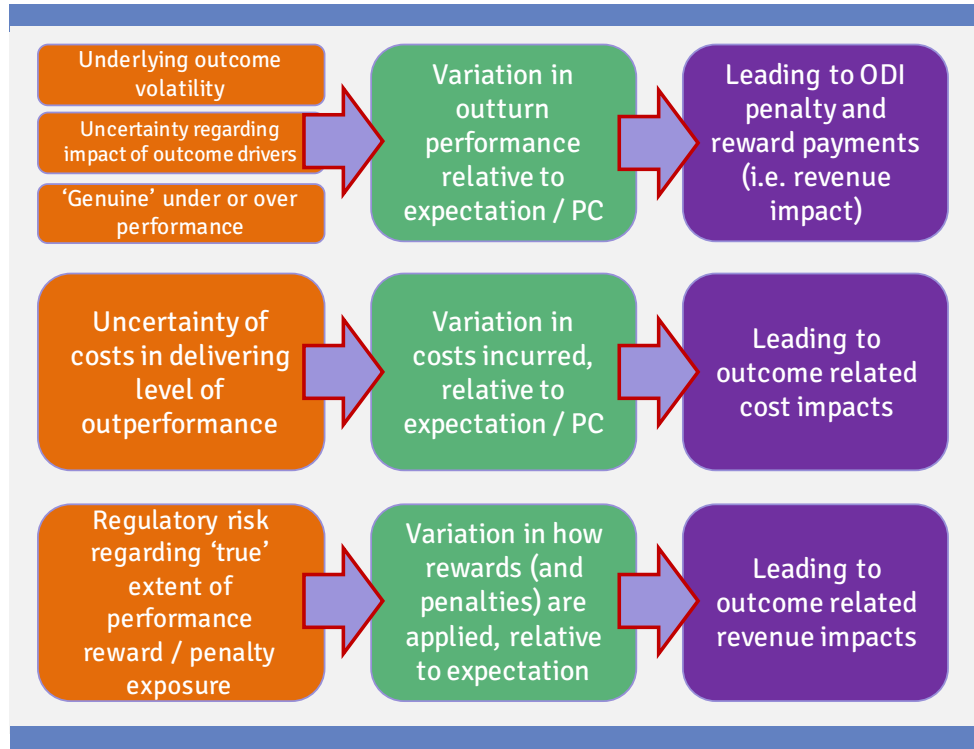 Underlying outcome
volatility
Uncertainty regarding
impact of outcome drivers
‘Genuine’ under or over
performance
Variation in
outturn
performance
relative to
expectation / PC
Leading to ODI
penalty and
reward payments
(i.e. revenue
impact)
Uncertainty of
costs in delivering
level of
outperformance
Variation in
costs incurred,
relative to
expectation / PC
Leading to
outcome related
cost impacts
Regulatory risk
regarding ‘true’
extent of
performance
reward / penalty
exposure
Variation in how
rewards (and
penalties) are
applied, relative
to expectation
Leading to
outcome related
revenue impacts